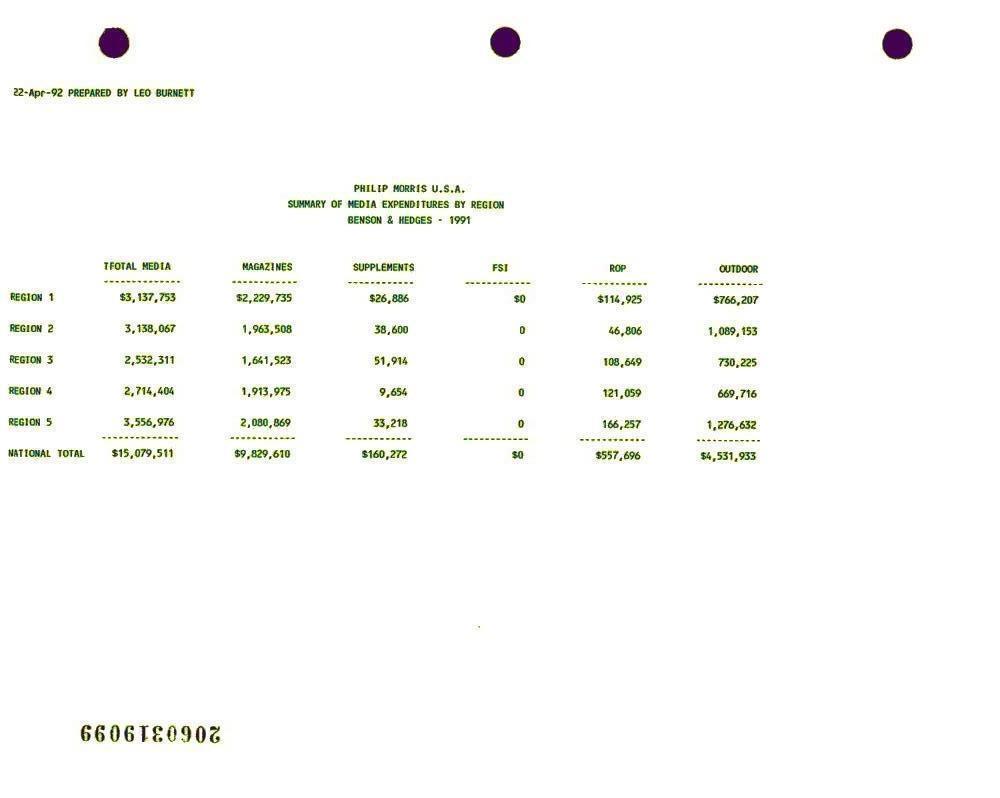 22-Apr-92 PREPARED BY LEO BURNETT
PHILIP MORRIS U.S.A.
SUMMARY OF MEDIA EXPENDITURES BY REGION
BENSON & HEDGES - 1991
TFOTAL MEDIA MAGAZINES SUPPLEMENTS FSI ROP OUTDOOR
REGION 1 $3,137,753 $2,229,735 $26,886 $0 $114,925 $766,207
REGION 2 3,138,067 1,963,508 38,600 0 46,806 1,089,153
REGION 3 2,532,311 1,641,523 51,914 0 108,649 730,225
REGION 4 2,714,404 1,913,975 9,654 0 121,059 669,716
REGION 5 3,556,976 2,080,869 33,218 0 166,257 1,276,632
NATIONAL TOTAL $15,079,511 $9,829,610 $160,272 $0 $557,696 $4,531,933
2060319099